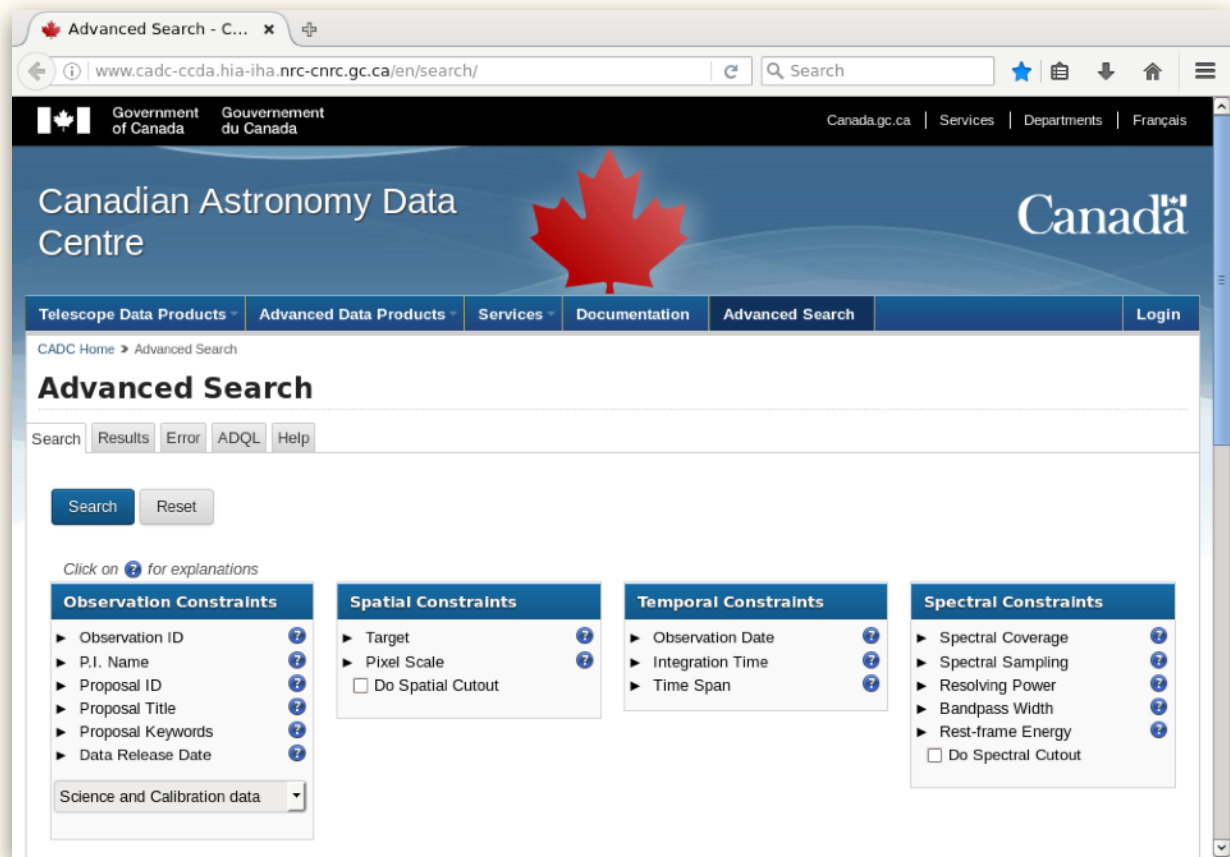 Advanced Search - C...
www.cadc-ccda.hia-iha.nrc-cnrc.gc.ca/en/search/
Search
Government of Canada
Gouvernement du Canada
Canada.gc.ca | Services | Departments | Français
Canadian Astronomy Data
Centre
Canada
Telescope Data Products Advanced Data Products Services Documentation Advanced Search Login
CADC Home > Advanced Search
Advanced Search
Search Results Error ADQL Help
Search Reset
Click on ? for explanations
Observation Constraints
Observation ID ?
P.I. Name ?
Proposal ID ?
Proposal Title ?
Proposal Keywords ?
Data Release Date ?
Science and Calibration data
Spatial Constraints
Target ?
Pixel Scale ?
Do Spatial Cutout
Temporal Constraints
Observation Date ?
Integration Time ?
Time Span ?
Spectral Constraints
Spectral Coverage ?
Spectral Sampling ?
Resolving Power ?
Bandpass Width ?
Rest-frame Energy ?
Do Spectral Cutout